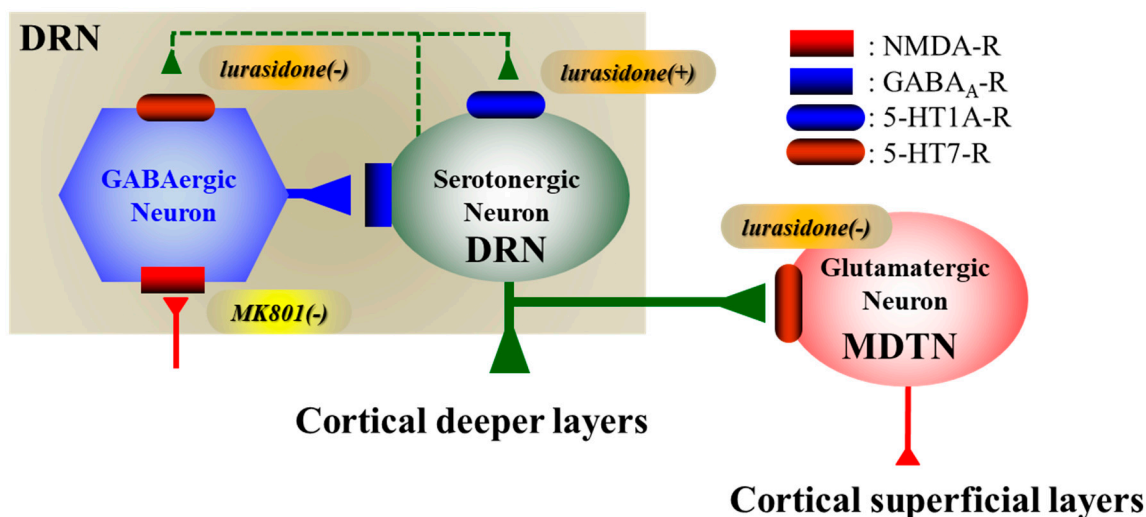 DRN
lurasidone(-)
lurasidone(+)
: NMDA-R
: GABAA-R
: 5-HT1A-R
: 5-HT7-R
GABAergic
Neuron
Serotonergic
Neuron
DRN
MK801(-)
lurasidone(-)
Glutamatergic
Neuron
MDTN
Cortical deeper layers
Cortical superficial layers